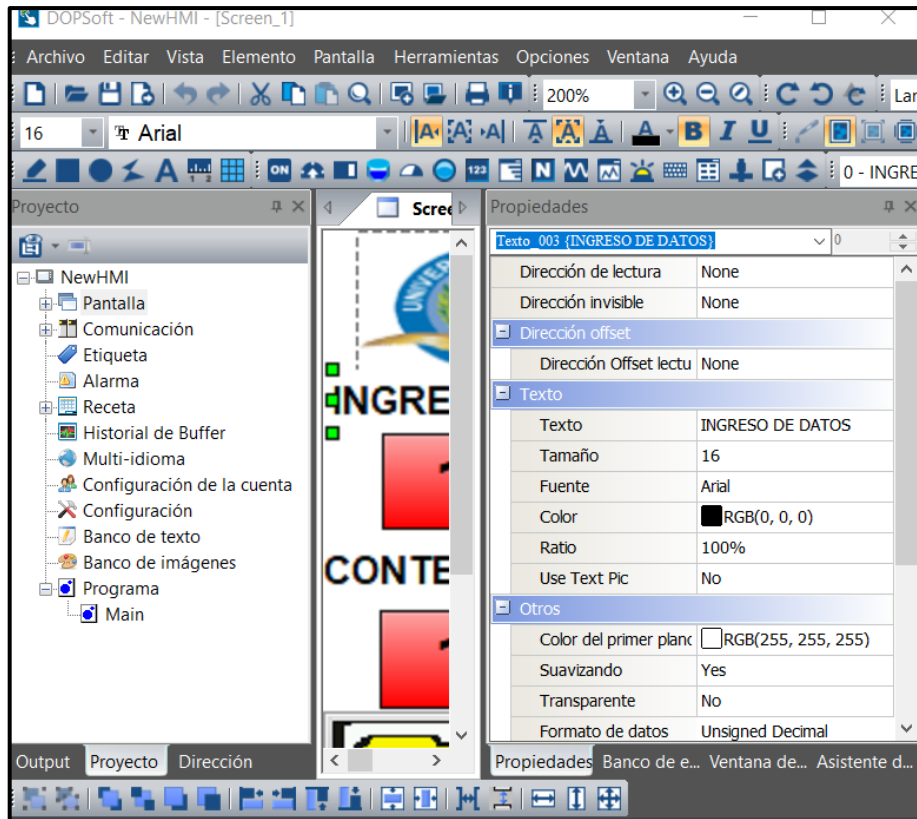 DOPSoft - NewHMI - [Screen_1]
Archivo Editar Vista Elemento Pantalla Herramientas Opciones Ventana Ayuda
200%
Lan
16 Arial
A A A A A A A B I U
A ON 123 N 0 - INGRE
Proyecto
NewHMI
Pantalla
Comunicación
Etiqueta
Alarma
Receta
Historial de Buffer
Multi-idioma
Configuración de la cuenta
Configuración
Banco de texto
Banco de imágenes
Programa
Main
Output Proyecto Dirección
Scree
UNIVER
INGRE
CONTE
Propiedades
Texto_003 {INGRESO DE DATOS} 0
Dirección de lectura None
Dirección invisible None
Dirección offset
Dirección Offset lectu None
Texto
Texto INGRESO DE DATOS
Tamaño 16
Fuente Arial
Color RGB(0, 0, 0)
Ratio 100%
Use Text Pic No
Otros
Color del primer planc RGB(255, 255, 255)
Suavizando Yes
Transparente No
Formato de datos Unsigned Decimal
Propiedades Banco de e... Ventana de... Asistente d...